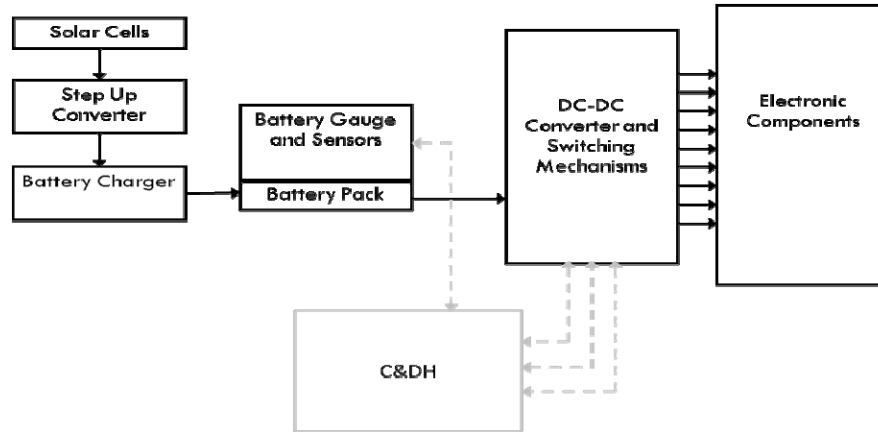 Solar Cells
Step Up
Converter
Battery Charger
Battery Gauge
and Sensors
Battery Pack
DC-DC
Converter and
Switching
Mechanisms
Electronic
Components
C&DH